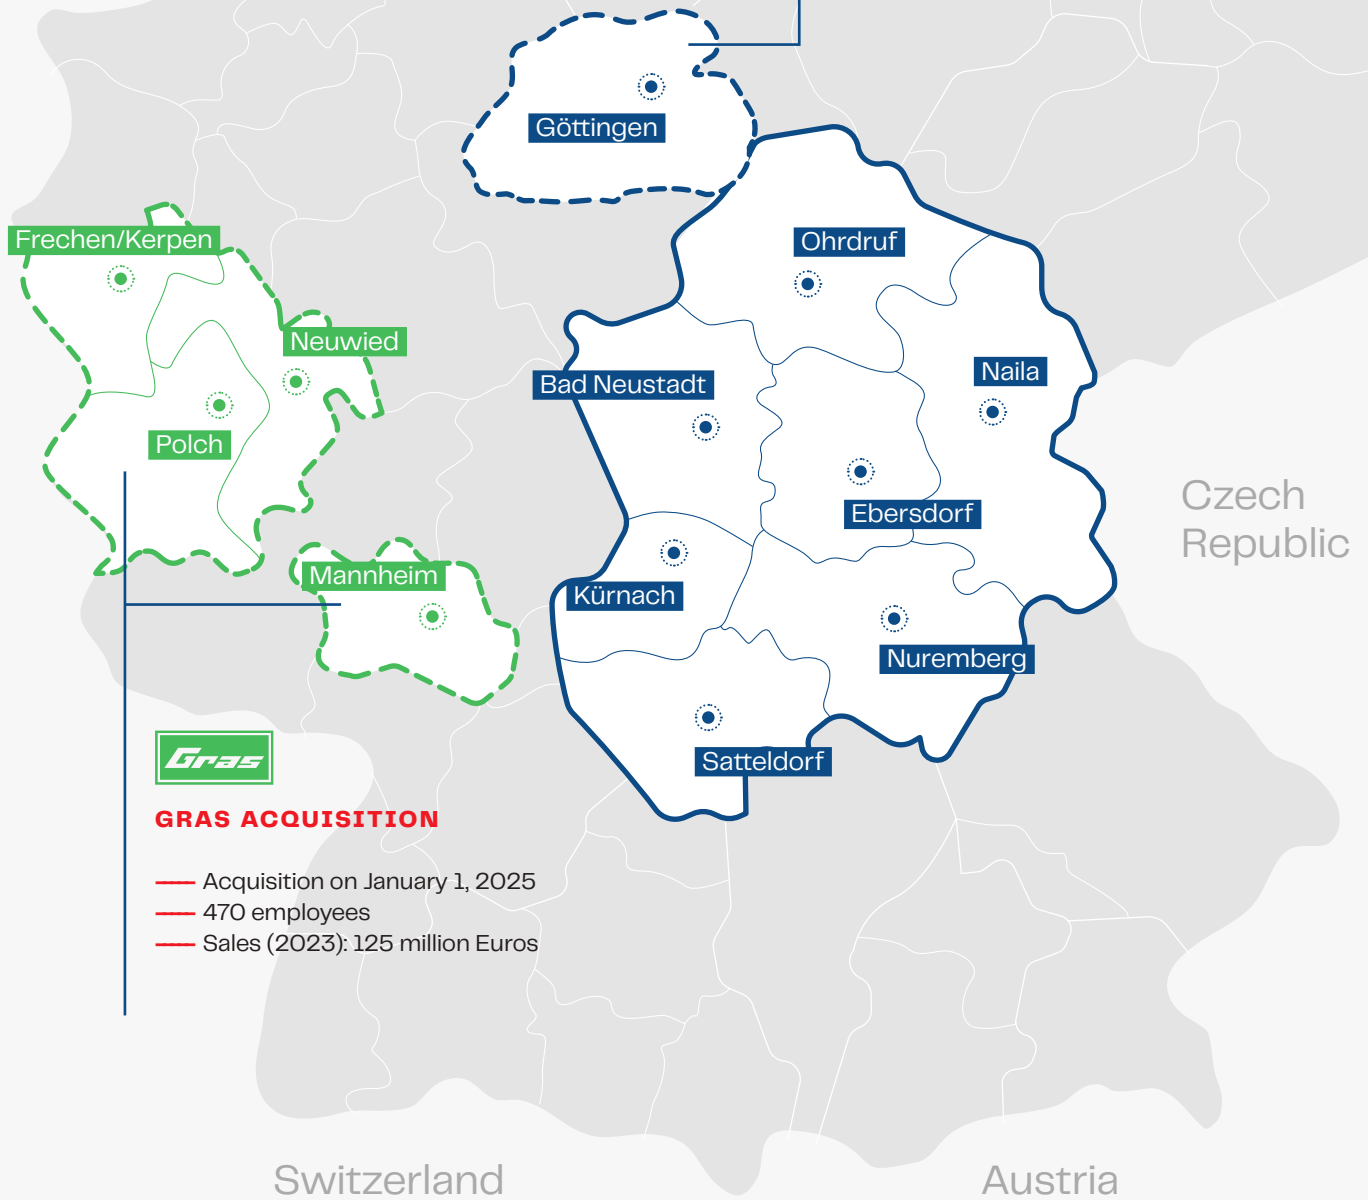 Göttingen
Frechen/Kerpen
Ohrdruf
Neuwied
Naila
Bad Neustadt
Polch
Czech
Republic
Ebersdorf
Mannheim
Kürnach
Nuremberg
Satteldorf
Gras
GRAS ACQUISITION
Acquisition on January 1, 2025
470 employees
Sales (2023): 125 million Euros
Switzerland
Austria